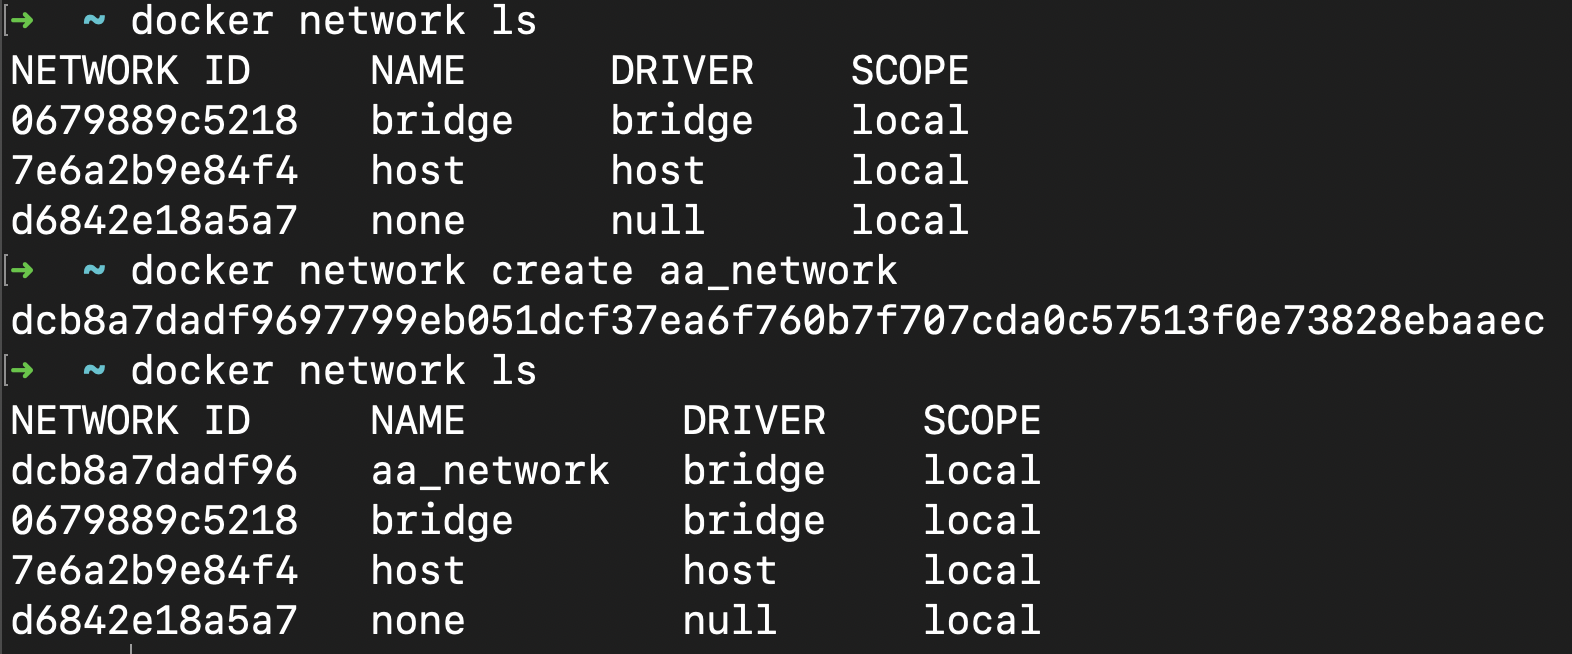 ➜ ~ docker network ls
NETWORK ID NAME DRIVER SCOPE
0679889c5218 bridge bridge local
7e6a2b9e84f4 host host local
d6842e18a5a7 none null local
➜ ~ docker network create aa_network
dcb8a7dadf9697799eb051dcf37ea6f760b7f707cda0c57513f0e73828ebaaec
➜ ~ docker network ls
NETWORK ID NAME DRIVER SCOPE
dcb8a7dadf96 aa_network bridge local
0679889c5218 bridge bridge local
7e6a2b9e84f4 host host local
d6842e18a5a7 none null local